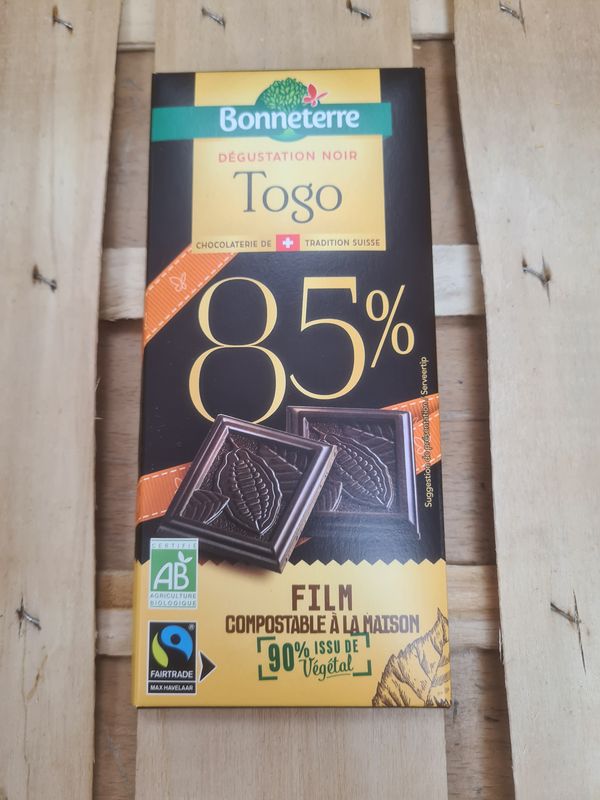 Bonneterre
DÉGUSTATION NOIR
Togo
CHOCOLATERIE DE TRADITION SUISSE
85%
Suggestion de présentation / Serveertip
CERTIFIÉ
AB
AGRICULTURE
BIOLOGIQUE
FILM
COMPOSTABLE À LA MAISON
90% ISSU DE
Végétal
FAIRTRADE
MAX HAVELAAR